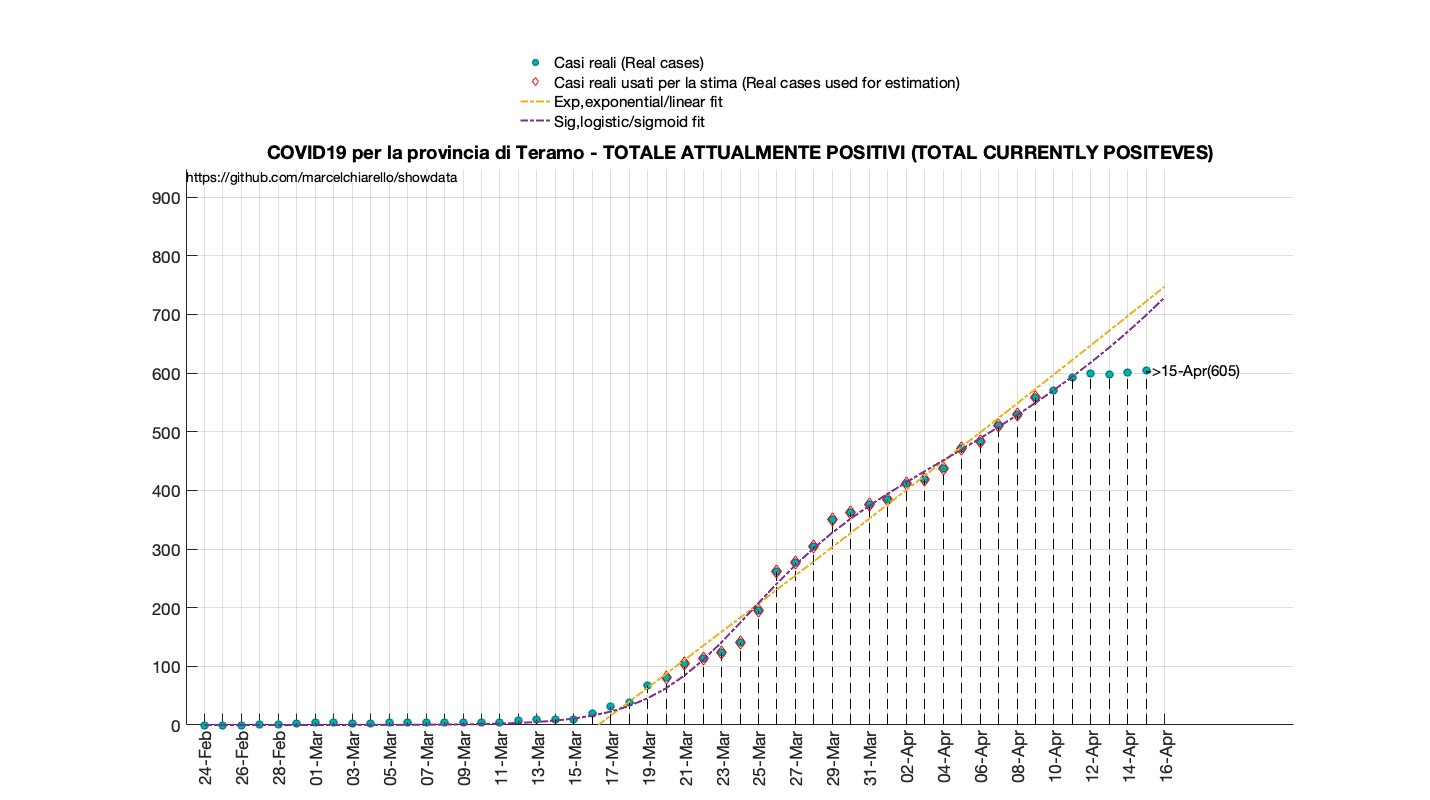 Casi reali (Real cases)
Casi reali usati per la stima (Real cases used for estimation)
Exp,exponential/linear fit
Sig,logistic/sigmoid fit
COVID19 per la provincia di Teramo - TOTALE ATTUALMENTE POSITIVI (TOTAL CURRENTLY POSITEVES)
https://github.com/marcelchiarello/showdata
900
800
700
600
500
400
300
200
100
0
>15-Apr(605)
24-Feb
26-Feb
28-Feb
01-Mar
03-Mar
05-Mar
07-Mar
09-Mar
11-Mar
13-Mar
15-Mar
17-Mar
19-Mar
21-Mar
23-Mar
25-Mar
27-Mar
29-Mar
31-Mar
02-Apr
04-Apr
06-Apr
08-Apr
10-Apr
12-Apr
14-Apr
16-Apr